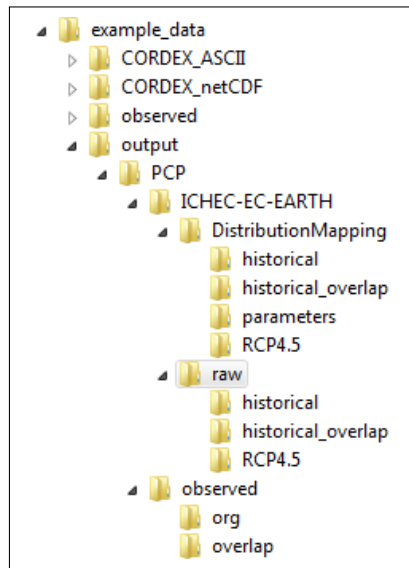 example_data
CORDEX_ASCII
CORDEX_netCDF
observed
output
PCP
ICHEC-EC-EARTH
DistributionMapping
historical
historical_overlap
parameters
RCP4.5
raw
historical
historical_overlap
RCP4.5
observed
org
overlap